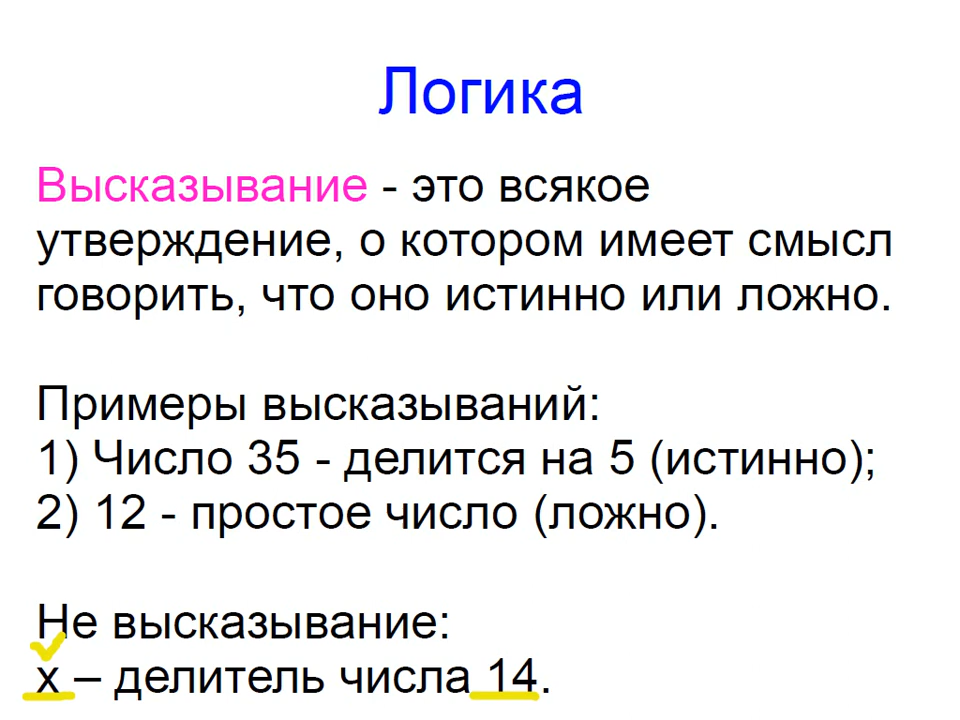 Логика
Высказывание - это всякое
утверждение, о котором имеет смысл
говорить, что оно истинно или ложно.
Примеры высказываний:
1) Число 35 - делится на 5 (истинно);
2) 12 - простое число (ложно).
Не высказывание:
х – делитель числа 14.